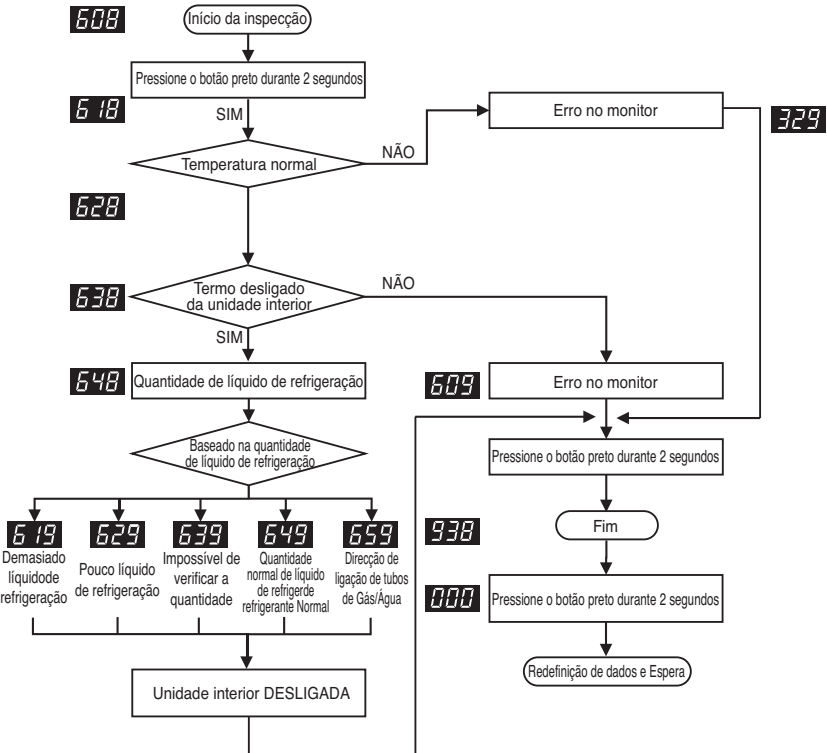 608
Início da inspecção
Pressione o botão preto durante 2 segundos
618
SIM
Erro no monitor
329
Temperatura normal
NÃO
628
638
Termo desligado
da unidade interior
NÃO
SIM
648
Quantidade de líquido de refrigeração
609
Erro no monitor
Baseado na quantidade
de líquido de refrigeração
Pressione o botão preto durante 2 segundos
619
Demasiado
líquidode
refrigeração
629
Pouco líquido
de refrigeração
639
Impossível de
verificar a
quantidade
649
Quantidade
normal de líquido
de refrigerde
refrigerante Normal
659
Direcção de
ligação de tubos
de Gás/Água
938
Fim
000
Pressione o botão preto durante 2 segundos
Unidade interior DESLIGADA
Redefinição de dados e Espera